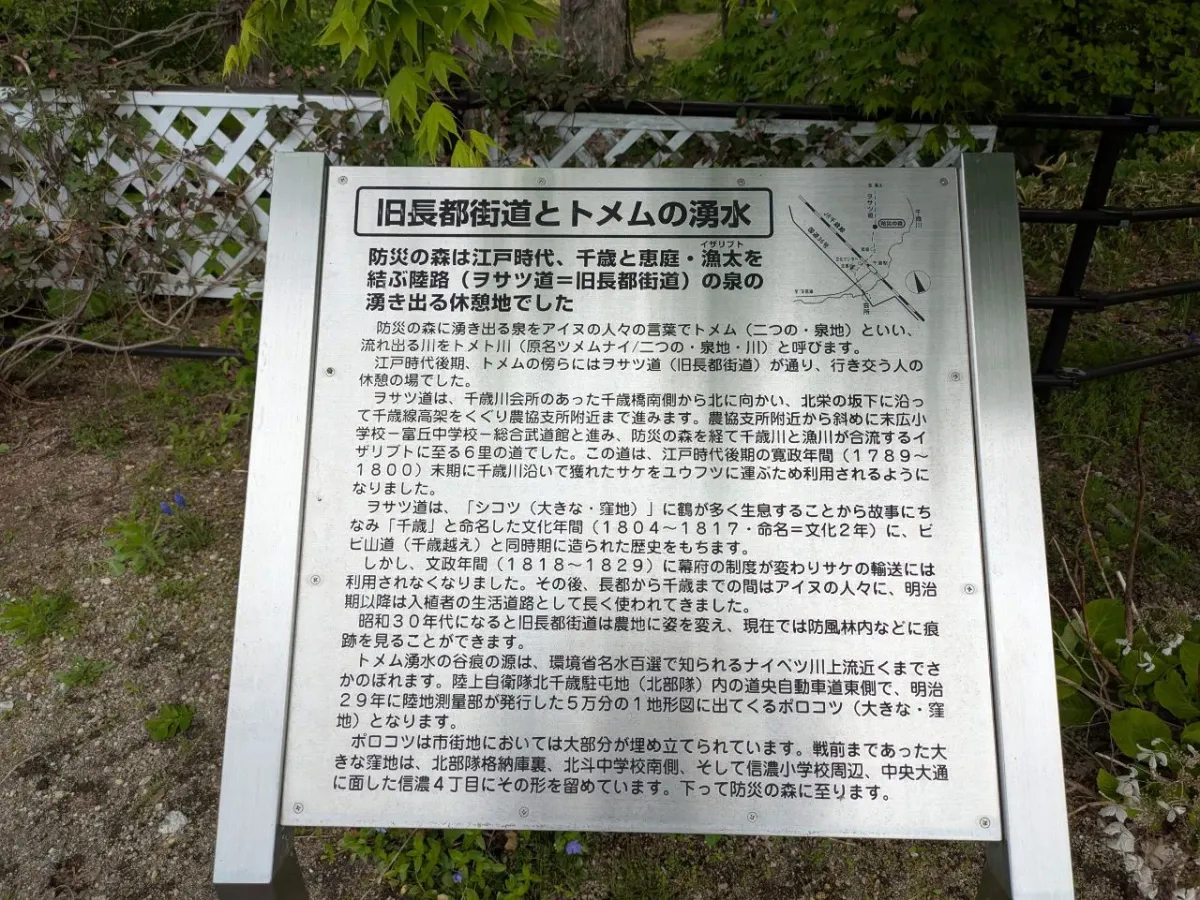 旧長都街道とトメムの湧水
イザリブト
防災の森は江戸時代、千歳と恵庭・漁太を
結ぶ陸路（ヲサツ道＝旧長都街道）の泉の
湧き出る休憩地でした
防災の森に湧き出る泉をアイヌの人々の言葉でトメム（二つの・泉地）といい、
流れ出る川をトメト川（原名ツメムナイ/二つの・泉地・川）と呼びます。
江戸時代後期、トメムの傍らにはヲサツ道（旧長都街道）が通り、行き交う人の
休憩の場でした。
ヲサツ道は、千歳川会所のあった千歳橋南側から北に向かい、北栄の坂下に沿っ
て千歳線高架をくぐり農協支所附近まで進みます。農協支所附近から斜めに末広小
学校－富丘中学校－総合武道館と進み、防災の森を経て千歳川と漁川が合流するイ
ザリブトに至る６里の道でした。この道は、江戸時代後期の寛政年間（１７８９～
１８００）末期に千歳川沿いで獲れたサケをユウフツに運ぶため利用されるように
なりました。
ヲサツ道は、「シコツ（大きな・窪地）」に鶴が多く生息することから故事にち
なみ「千歳」と命名した文化年間（１８０４～１８１７・命名＝文化２年）に、ビ
ビ山道（千歳越え）と同時期に造られた歴史をもちます。
しかし、文政年間（１８１８～１８２９）に幕府の制度が変わりサケの輸送には
利用されなくなりました。その後、長都から千歳までの間はアイヌの人々に、明治
期以降は入植者の生活道路として長く使われてきました。
昭和３０年代になると旧長都街道は農地に姿を変え、現在では防風林内などに痕
跡を見ることができます。
トメム湧水の谷痕の源は、環境省名水百選で知られるナイベツ川上流近くまでさ
かのぼれます。陸上自衛隊北千歳駐屯地（北部隊）内の道央自動車道東側で、明治
２９年に陸地測量部が発行した５万分の１地形図に出てくるポロコツ（大きな・窪
地）となります。
ポロコツは市街地においては大部分が埋め立てられています。戦前まであった大
きな窪地は、北部隊格納庫裏、北斗中学校南側、そして信濃小学校周辺、中央大通
に面した信濃４丁目にその形を留めています。下って防災の森に至ります。
ヲサツ道
千歳川
防災の森
国道36号
会所